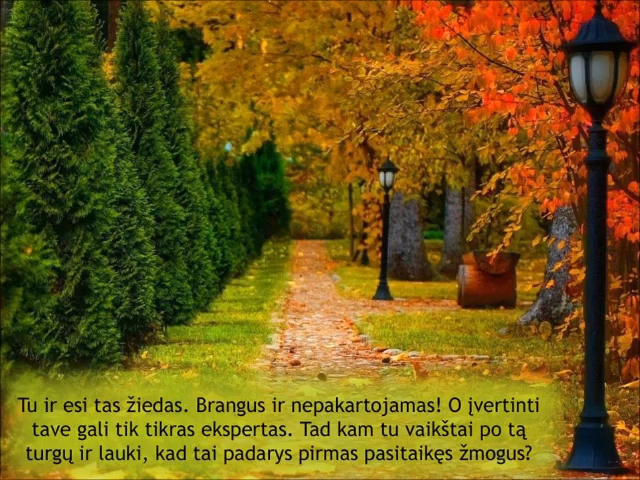 Tu ir esi tas žiedas. Brangus ir nepakartojamas! O įvertinti
tave gali tik tikras ekspertas. Tad kam tu vaikštai po tą
turgų ir lauki, kad tai padarys pirmas pasitaikęs žmogus?